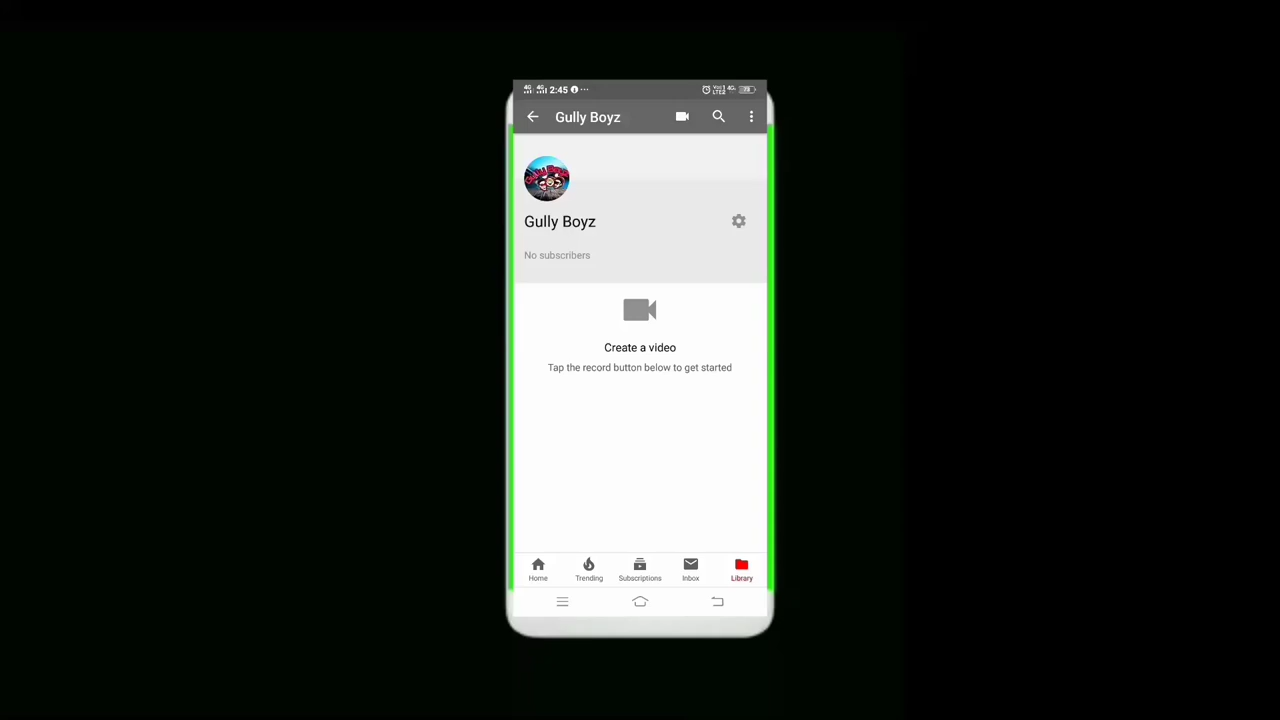 2:45
Gully Boyz
Gully Boyz
No subscribers
Create a video
Tap the record button below to get started
Home Trending Subscriptions Inbox Library